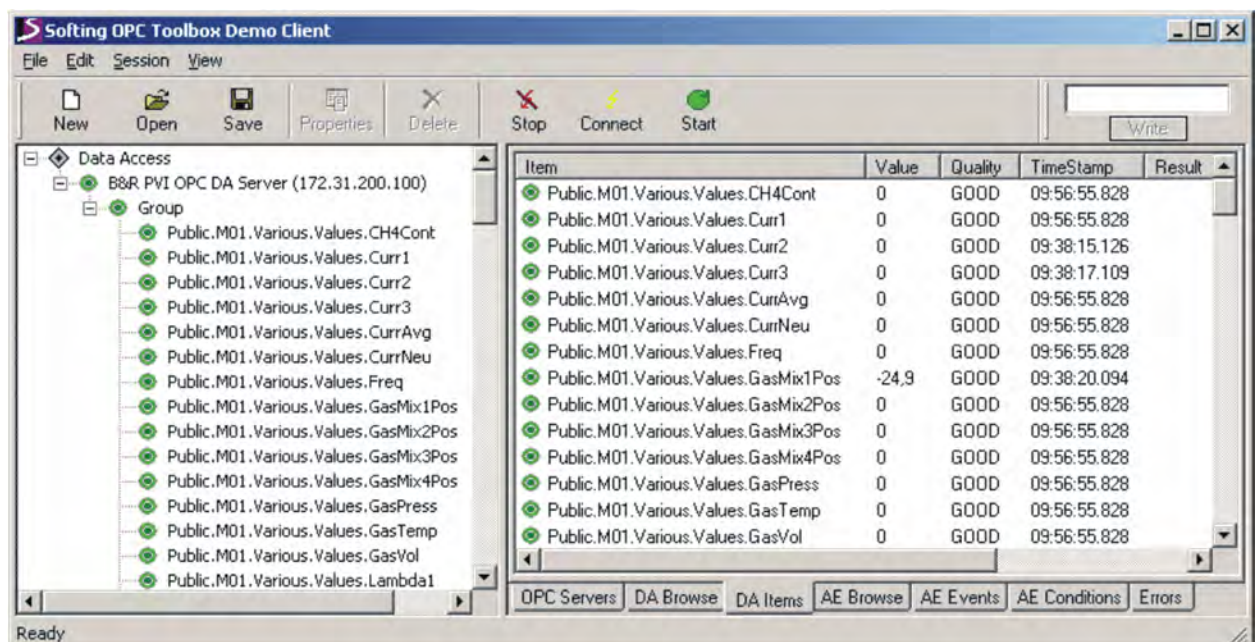 Softing OPC Toolbox Demo Client
File Edit Session View
New Open Save Properties Delete Stop Connect Start Write
Data Access
B&R PVI OPC DA Server (172.31.200.100)
Group
Public.M01.Various.Values.CH4Cont
Public.M01.Various.Values.Curr1
Public.M01.Various.Values.Curr2
Public.M01.Various.Values.Curr3
Public.M01.Various.Values.CurrAvg
Public.M01.Various.Values.CurrNeu
Public.M01.Various.Values.Freq
Public.M01.Various.Values.GasMix1Pos
Public.M01.Various.Values.GasMix2Pos
Public.M01.Various.Values.GasMix3Pos
Public.M01.Various.Values.GasMix4Pos
Public.M01.Various.Values.GasPress
Public.M01.Various.Values.GasTemp
Public.M01.Various.Values.GasVol
Public.M01.Various.Values.Lambda1
Item Value Quality TimeStamp Result
Public.M01.Various.Values.CH4Cont 0 GOOD 09:56:55.828
Public.M01.Various.Values.Curr1 0 GOOD 09:56:55.828
Public.M01.Various.Values.Curr2 0 GOOD 09:38:15.126
Public.M01.Various.Values.Curr3 0 GOOD 09:38:17.109
Public.M01.Various.Values.CurrAvg 0 GOOD 09:56:55.828
Public.M01.Various.Values.CurrNeu 0 GOOD 09:56:55.828
Public.M01.Various.Values.Freq 0 GOOD 09:56:55.828
Public.M01.Various.Values.GasMix1Pos -24,9 GOOD 09:38:20.094
Public.M01.Various.Values.GasMix2Pos 0 GOOD 09:56:55.828
Public.M01.Various.Values.GasMix3Pos 0 GOOD 09:56:55.828
Public.M01.Various.Values.GasMix4Pos 0 GOOD 09:56:55.828
Public.M01.Various.Values.GasPress 0 GOOD 09:56:55.828
Public.M01.Various.Values.GasTemp 0 GOOD 09:56:55.828
Public.M01.Various.Values.GasVol 0 GOOD 09:56:55.828
OPC Servers DA Browse DA Items AE Browse AE Events AE Conditions Errors
Ready